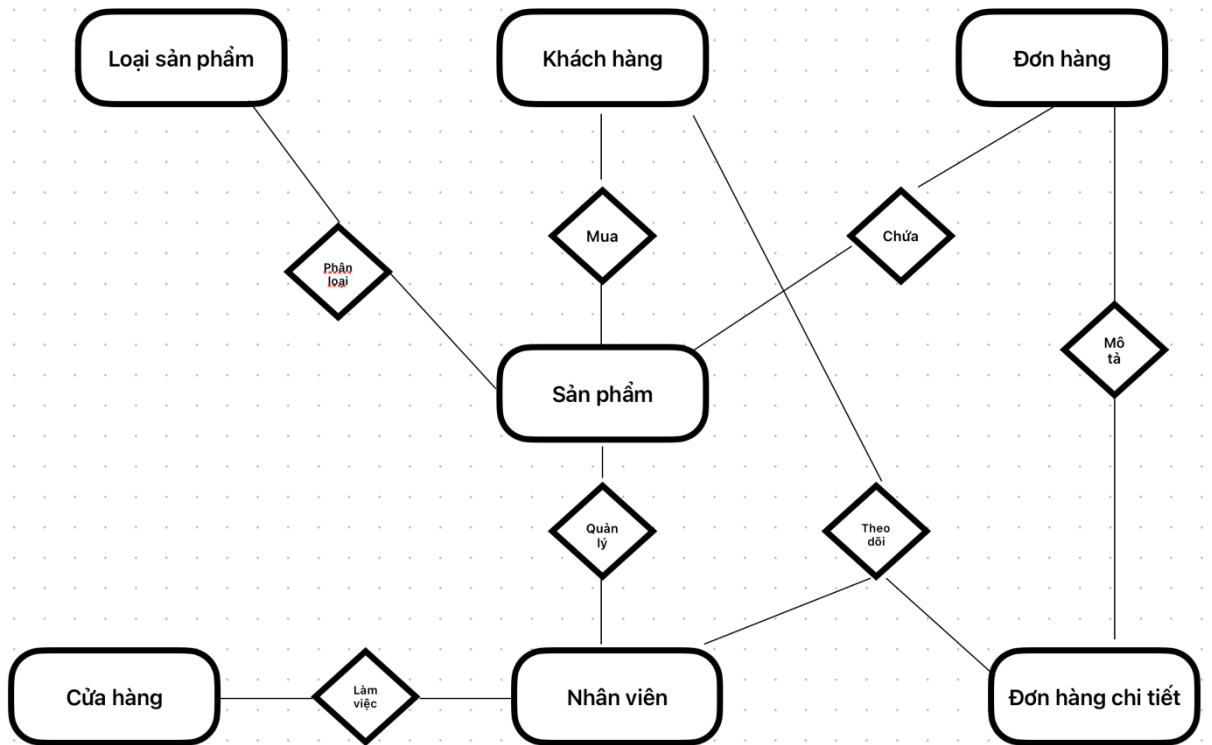 Loại sản phẩm
Khách hàng
Đơn hàng
Mua
Chứa
Phân
loại
Mô
tả
Sản phẩm
Quản
lý
Theo
dõi
Cửa hàng
Làm
việc
Nhân viên
Đơn hàng chi tiết